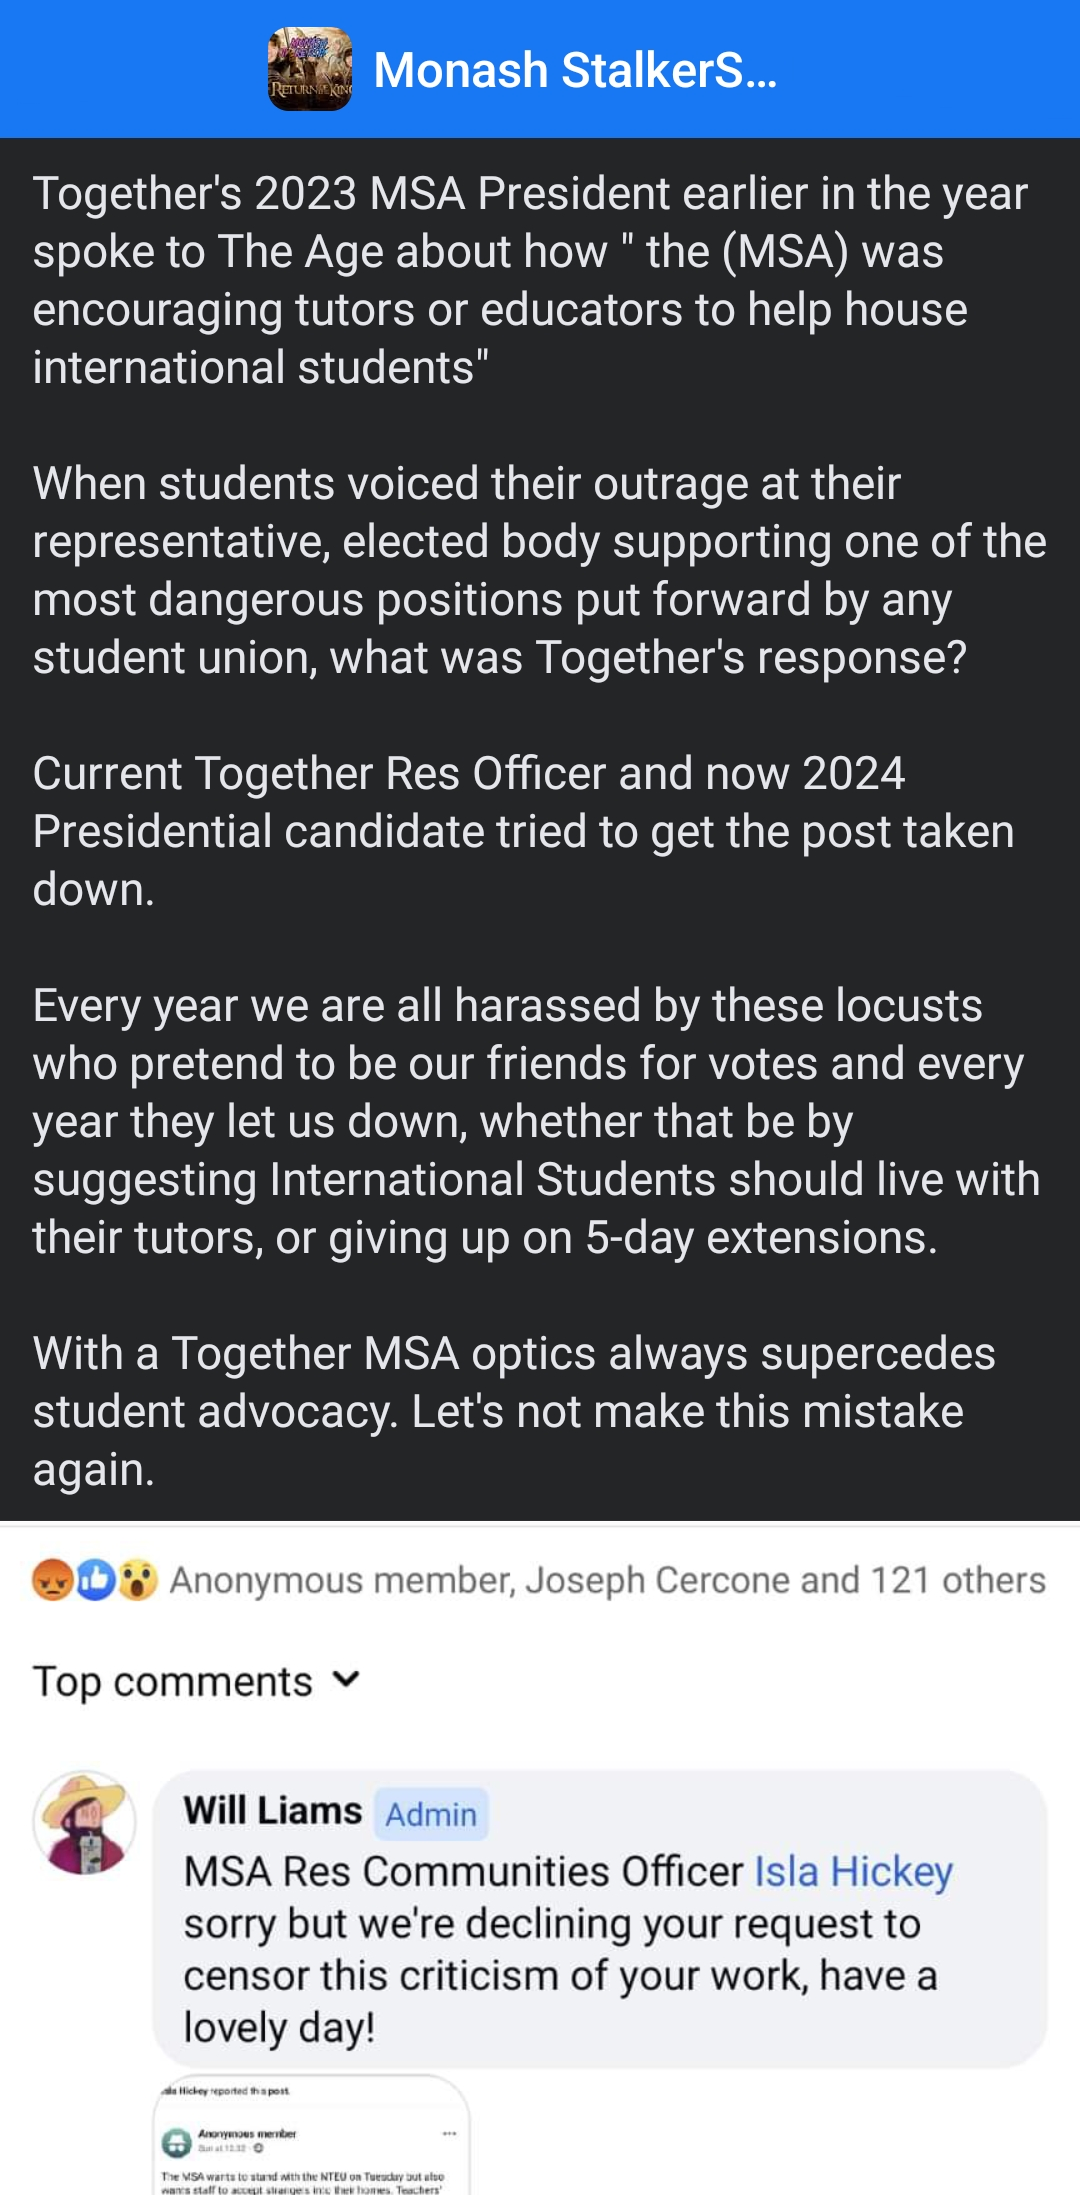 RETURN OF THE KING
Monash StalkerS...
Together's 2023 MSA President earlier in the year
spoke to The Age about how " the (MSA) was
encouraging tutors or educators to help house
international students"
When students voiced their outrage at their
representative, elected body supporting one of the
most dangerous positions put forward by any
student union, what was Together's response?
Current Together Res Officer and now 2024
Presidential candidate tried to get the post taken
down.
Every year we are all harassed by these locusts
who pretend to be our friends for votes and every
year they let us down, whether that be by
suggesting International Students should live with
their tutors, or giving up on 5-day extensions.
With a Together MSA optics always supercedes
student advocacy. Let's not make this mistake
again.
Anonymous member, Joseph Cercone and 121 others
Top comments
Will Liams Admin
MSA Res Communities Officer Isla Hickey
sorry but we're declining your request to
censor this criticism of your work, have a
lovely day!
Hickey reported this post
Anonymous member
Sun at 12:32
The MSA wants to stand with the NTEU on Tuesday but also
wants staff to accept strangers into their homes. Teachers'